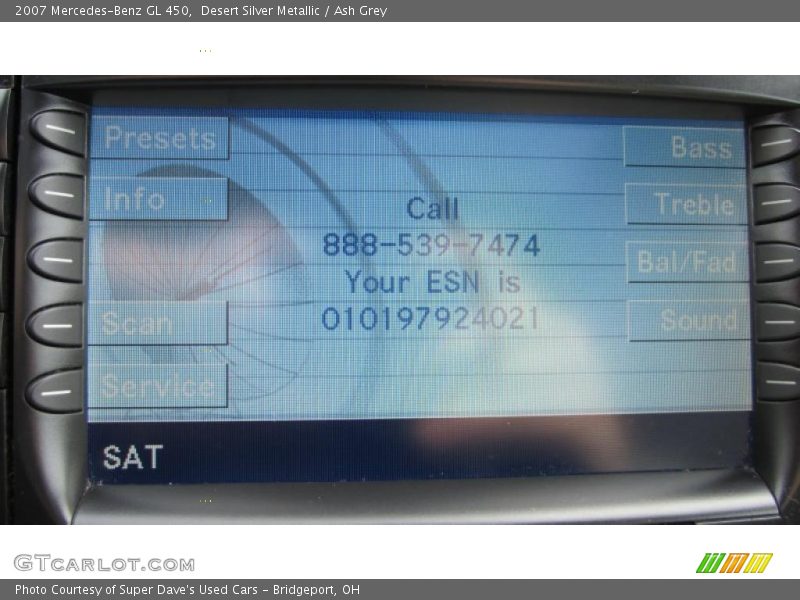 2007 Mercedes-Benz GL 450,  Desert Silver Metallic / Ash Grey
Presets
Info
Scan
Service
Call
888-539-7474
Your ESN is
010197924021
Bass
Treble
Bal/Fad
Sound
SAT
GTCARLOT.COM
Photo Courtesy of Super Dave's Used Cars - Bridgeport, OH